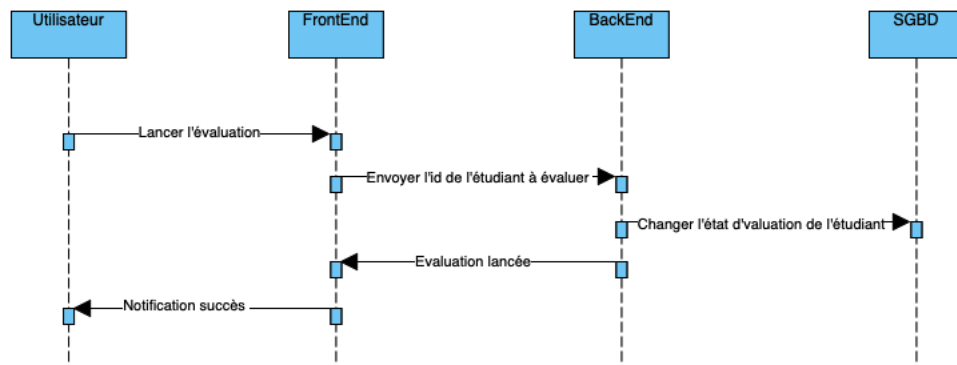 Utilisateur
FrontEnd
BackEnd
SGBD
Lancer l'évaluation
Envoyer l'id de l'étudiant à évaluer
Changer l'état d'valuation de l'étudiant
Evaluation lancée
Notification succès